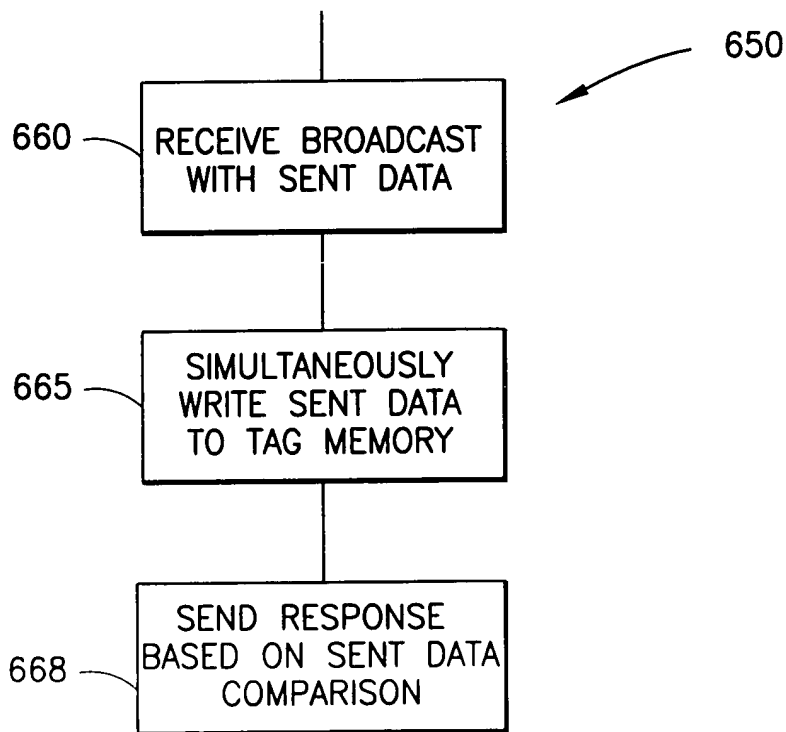 650
660
RECEIVE BROADCAST
WITH SENT DATA
665
SIMULTANEOUSLY
WRITE SENT DATA
TO TAG MEMORY
668
SEND RESPONSE
BASED ON SENT DATA
COMPARISON